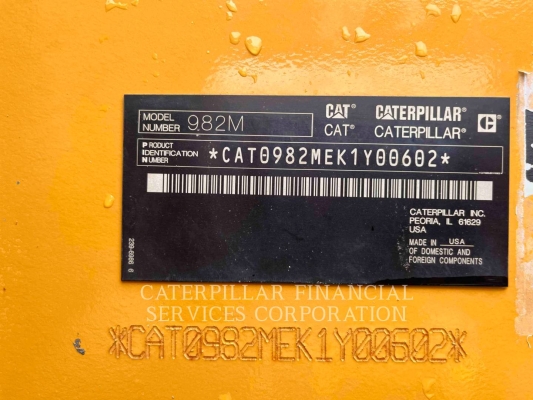 CAT CATERPILLAR C
CAT® CATERPILLAR®
MODEL NUMBER 982M
PRODUCT IDENTIFICATION NUMBER *CAT0982MEK1Y00602*
CATERPILLAR INC.
PEORIA, IL 61629
USA
MADE IN USA
OF DOMESTIC AND
FOREIGN COMPONENTS
CATERPILLAR FINANCIAL
SERVICES CORPORATION
*CAT0982MEK1Y00602*